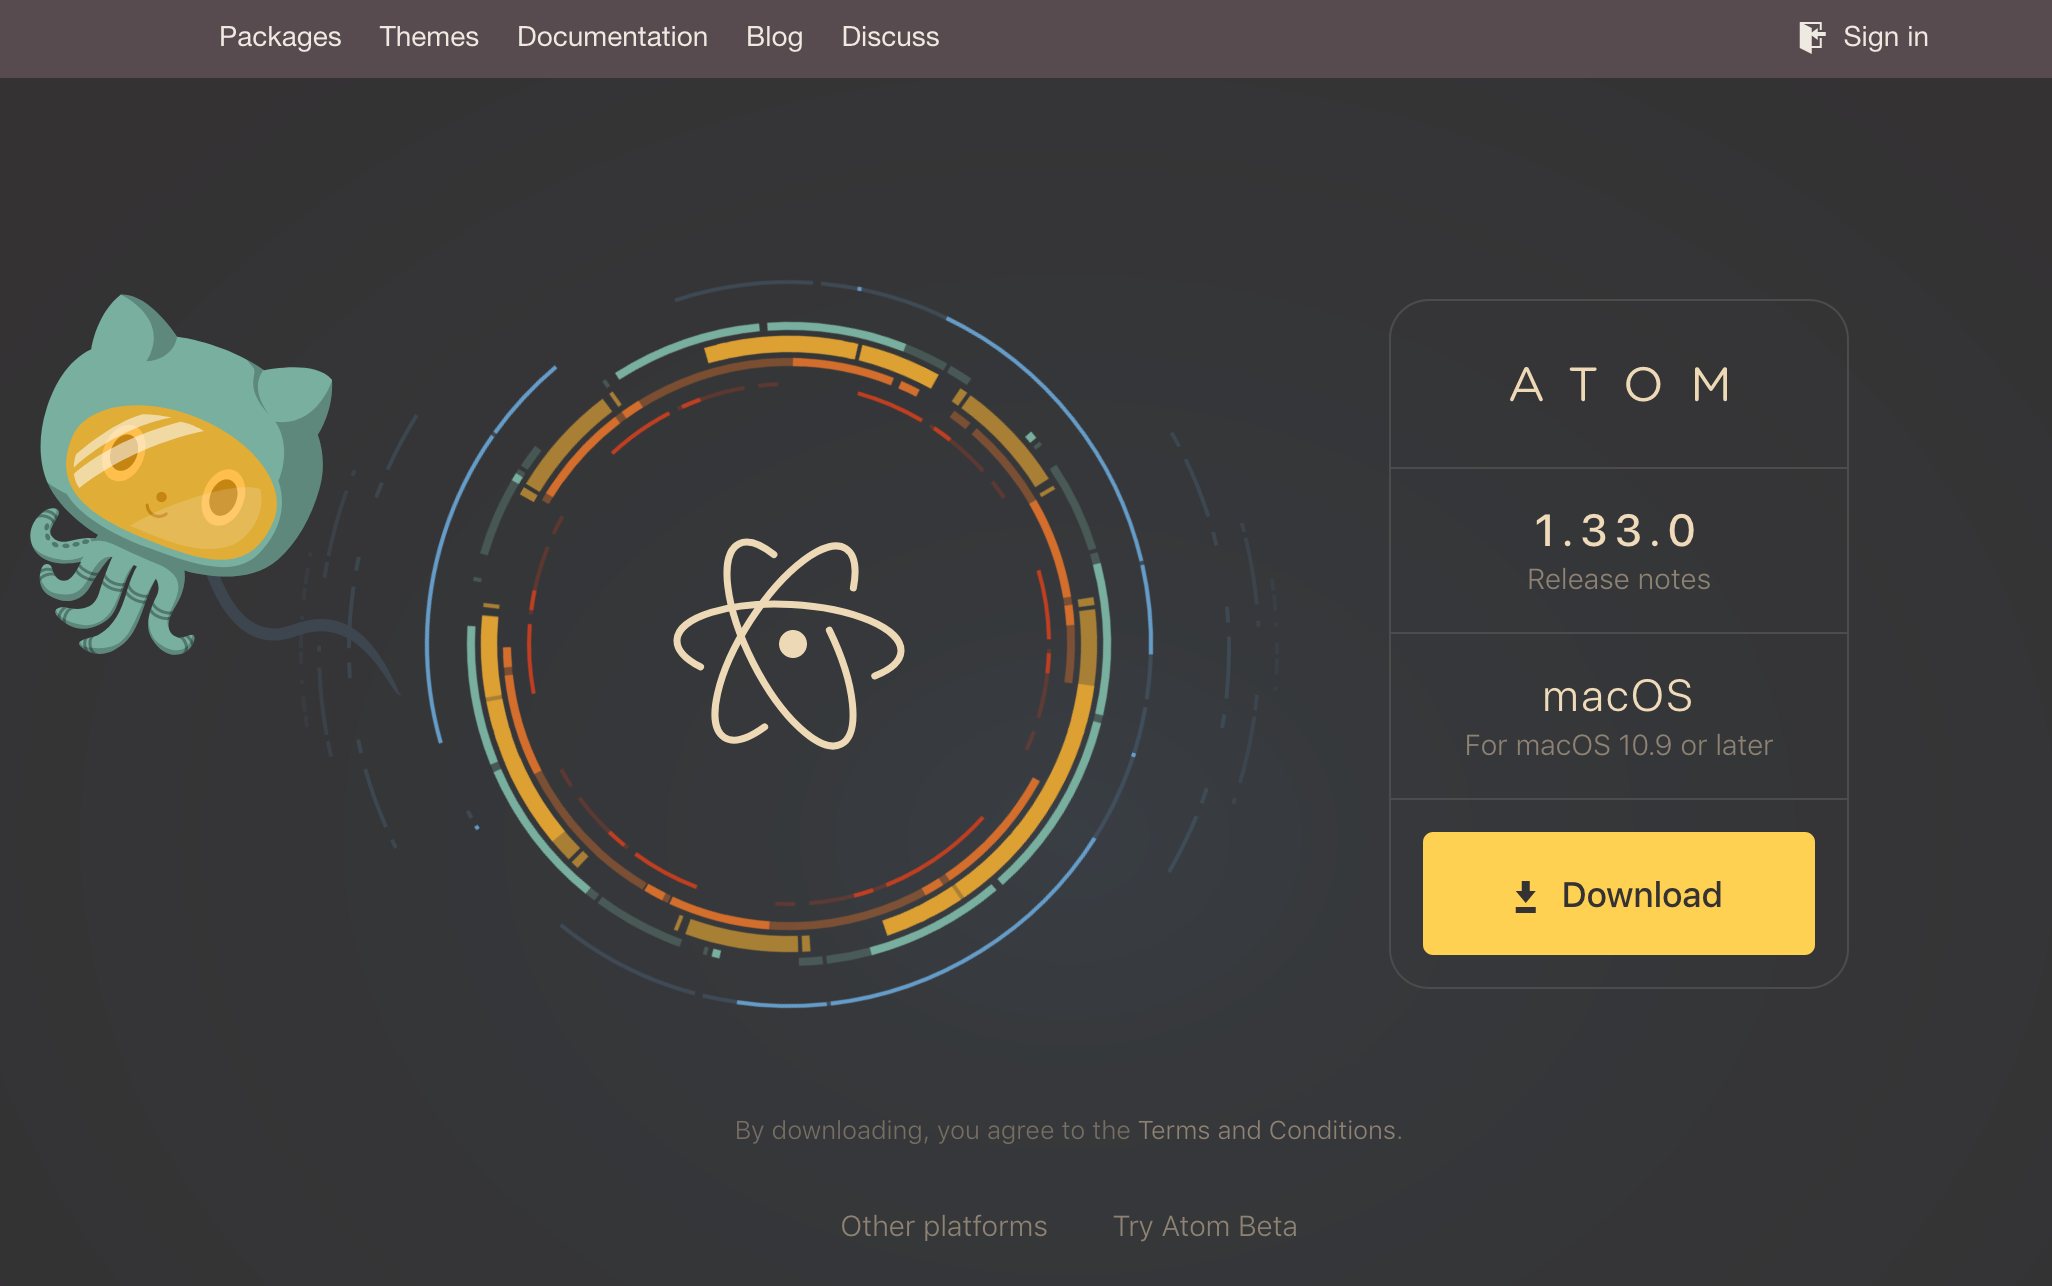 Packages Themes Documentation Blog Discuss Sign in
ATOM
1.33.0
Release notes
macOS
For macOS 10.9 or later
Download
By downloading, you agree to the Terms and Conditions.
Other platforms Try Atom Beta